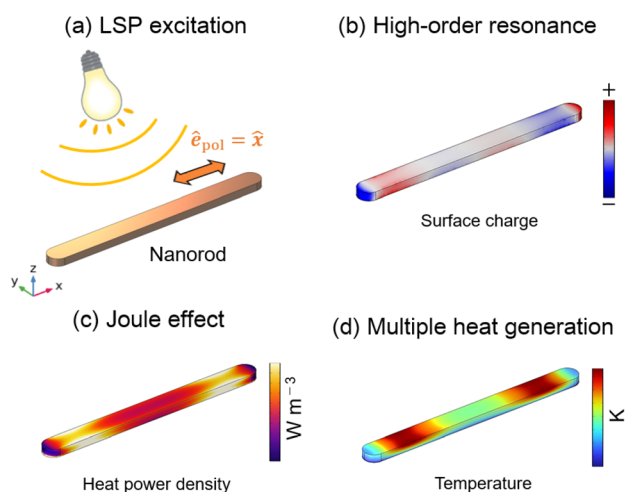 (a) LSP excitation
ê_pol = x̂
Nanorod
z
y
x
(b) High-order resonance
+
−
Surface charge
(c) Joule effect
W m⁻³
Heat power density
(d) Multiple heat generation
K
Temperature